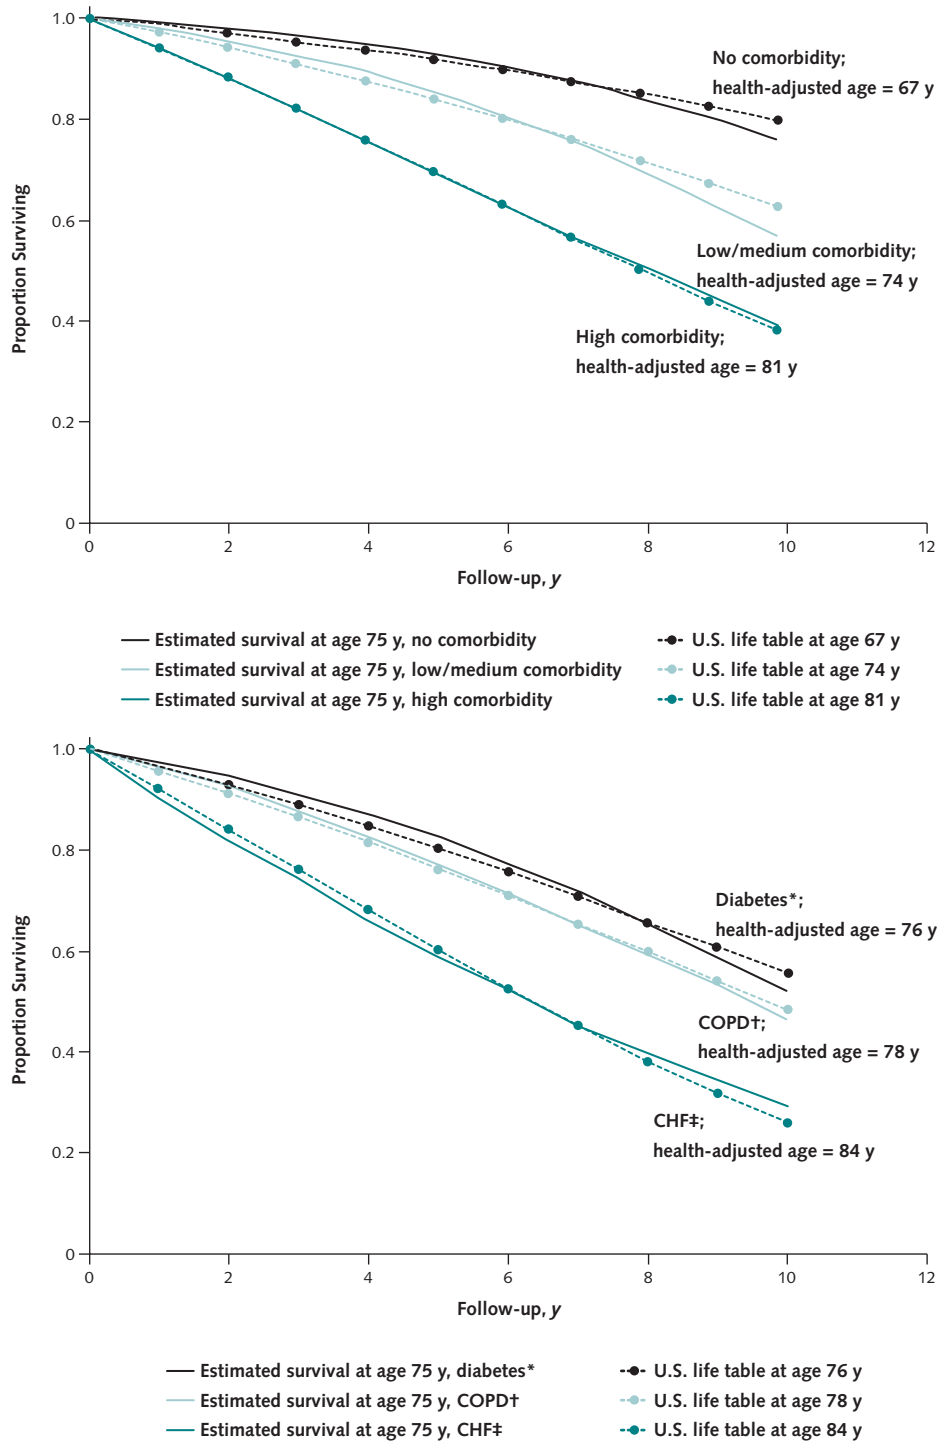 1.0
0.8
0.6
0.4
0.2
0
Proportion Surviving
No comorbidity;
health-adjusted age = 67 y
Low/medium comorbidity;
health-adjusted age = 74 y
High comorbidity;
health-adjusted age = 81 y
0 2 4 6 8 10 12
Follow-up, y
Estimated survival at age 75 y, no comorbidity
Estimated survival at age 75 y, low/medium comorbidity
Estimated survival at age 75 y, high comorbidity
U.S. life table at age 67 y
U.S. life table at age 74 y
U.S. life table at age 81 y
1.0
0.8
0.6
0.4
0.2
0
Proportion Surviving
Diabetes*;
health-adjusted age = 76 y
COPD†;
health-adjusted age = 78 y
CHF‡;
health-adjusted age = 84 y
0 2 4 6 8 10 12
Follow-up, y
Estimated survival at age 75 y, diabetes*
Estimated survival at age 75 y, COPD†
Estimated survival at age 75 y, CHF‡
U.S. life table at age 76 y
U.S. life table at age 78 y
U.S. life table at age 84 y